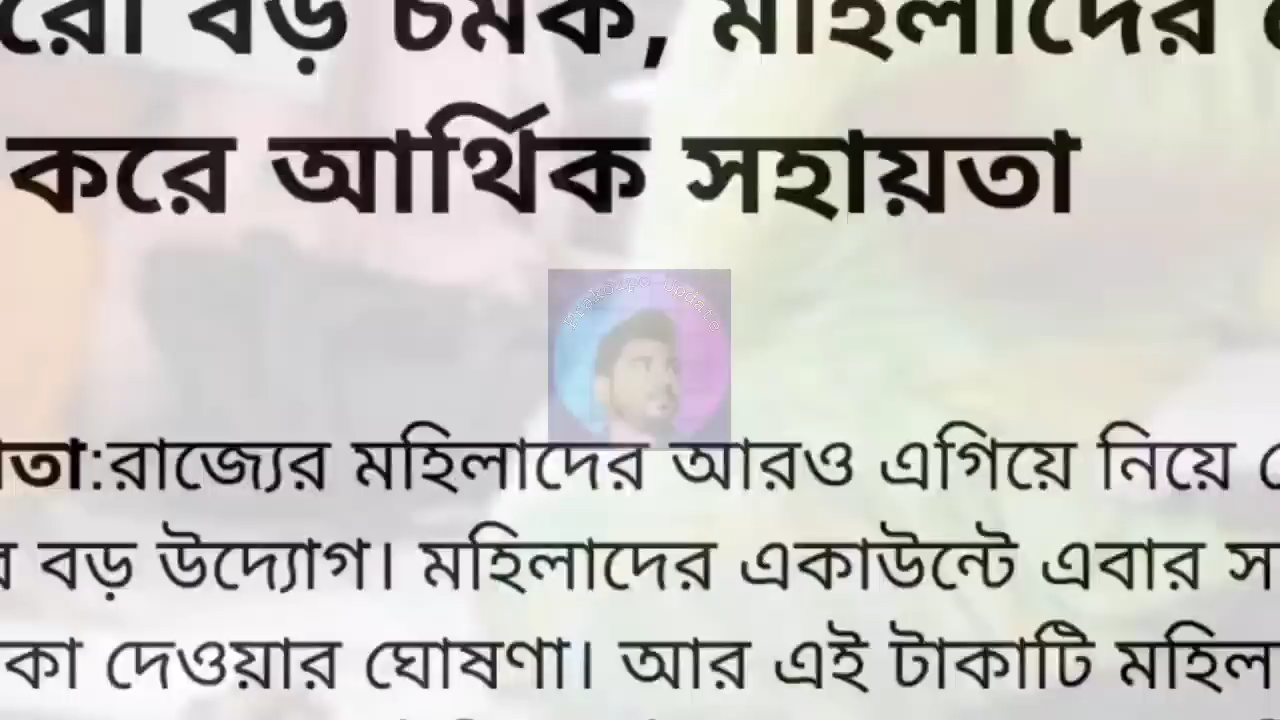 বড় চমক, মহিলাদের
করে আর্থিক সহায়তা
update
রাজ্যের মহিলাদের আরও এগিয়ে নিয়ে
বড় উদ্যোগ। মহিলাদের একাউন্টে এবার
দেওয়ার ঘোষণা। আর এই টাকাটি